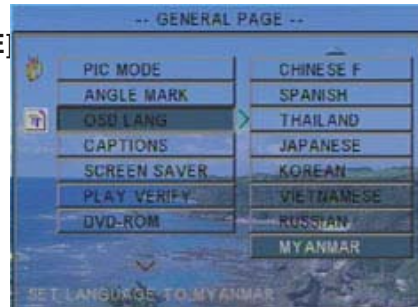 -- GENERAL PAGE --
E]
PIC MODE
CHINESE F
ANGLE MARK
SPANISH
OSD LANG
THAILAND
CAPTIONS
JAPANESE
SCREEN SAVER
KOREAN
PLAY VERIFY
VIETNAMESE
DVD-ROM
RUSSIAN
MYANMAR
SET LANGUAGE TO MYANMAR